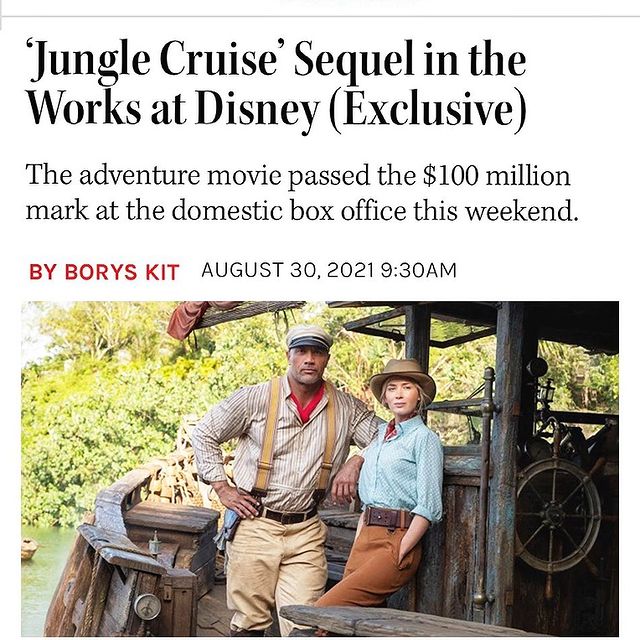 ‘Jungle Cruise’ Sequel in the
Works at Disney (Exclusive)
The adventure movie passed the $100 million
mark at the domestic box office this weekend.
BY BORYS KIT AUGUST 30, 2021 9:30AM